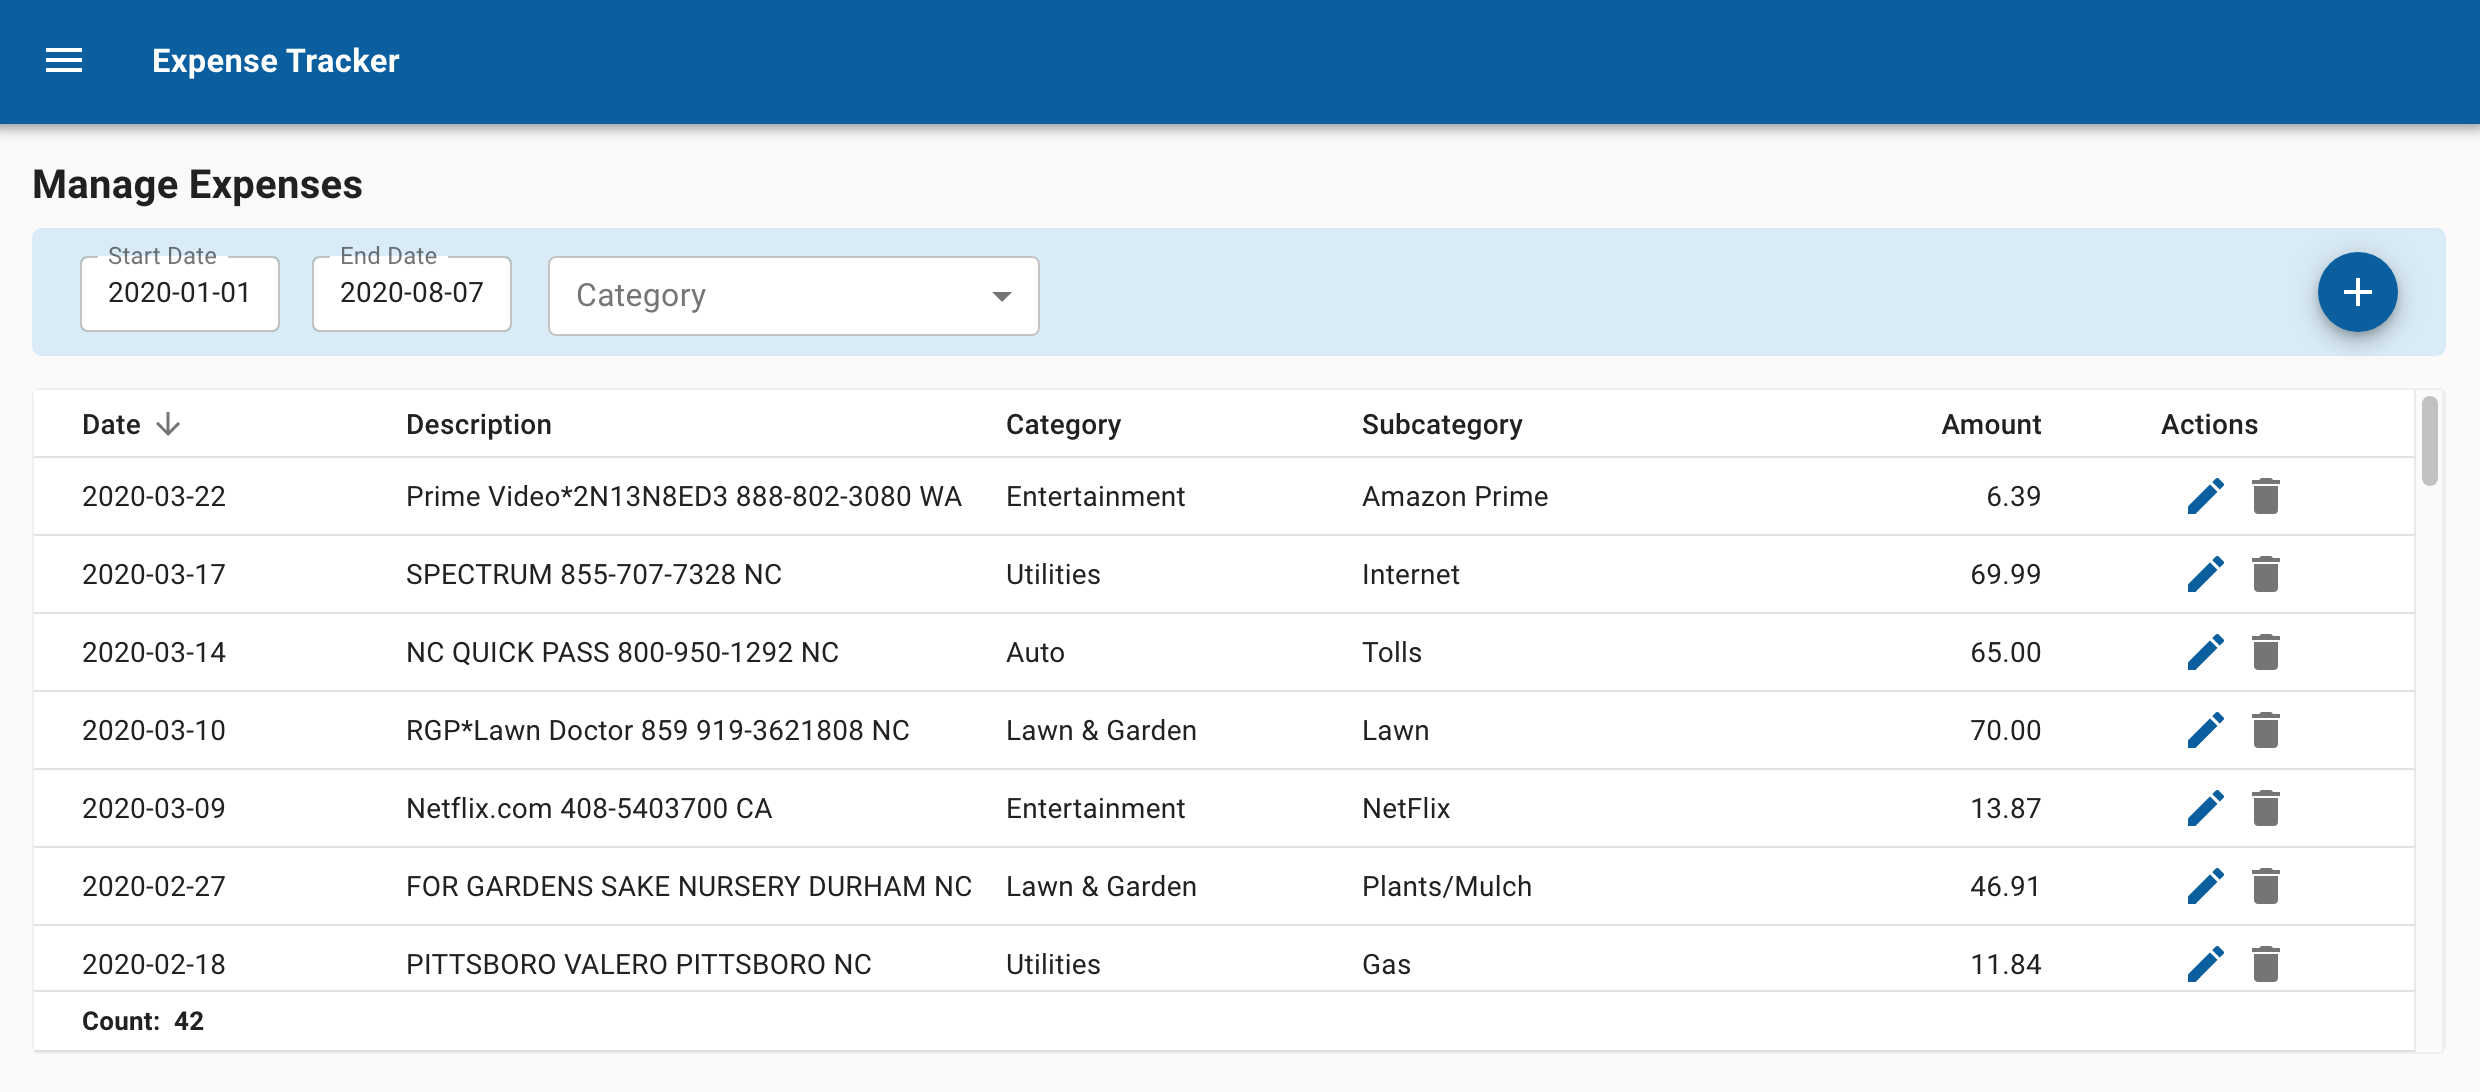 Expense Tracker
Manage Expenses
Start Date
2020-01-01
End Date
2020-08-07
Category
Date Description Category Subcategory Amount Actions
2020-03-22 Prime Video*2N13N8ED3 888-802-3080 WA Entertainment Amazon Prime 6.39
2020-03-17 SPECTRUM 855-707-7328 NC Utilities Internet 69.99
2020-03-14 NC QUICK PASS 800-950-1292 NC Auto Tolls 65.00
2020-03-10 RGP*Lawn Doctor 859 919-3621808 NC Lawn & Garden Lawn 70.00
2020-03-09 Netflix.com 408-5403700 CA Entertainment NetFlix 13.87
2020-02-27 FOR GARDENS SAKE NURSERY DURHAM NC Lawn & Garden Plants/Mulch 46.91
2020-02-18 PITTSBORO VALERO PITTSBORO NC Utilities Gas 11.84
Count: 42